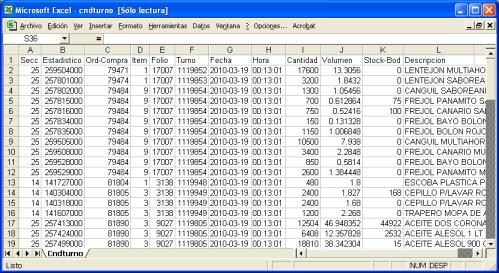 Microsoft Excel - cndturno [Sólo lectura]
Archivo Edición Ver Insertar Formato Herramientas Datos Ventana ? Opciones... Acrobat
S36
A B C D E F G H I J K L
1 Secc Estadistico Ord-Compra Item Folio Turno Fecha Hora Cantidad Volumen Stock-Bod Descripcion
2 25 259504000 79471 1 17007 1119852 2010-03-19 00:13:01 17600 13.3056 0 LENTEJON MULTIAHO
3 25 257801000 79474 1 17007 1119852 2010-03-19 00:13:01 3200 1.8432 0 LENTEJON SABOREA
4 25 257802000 79484 9 17007 1119854 2010-03-19 00:13:01 1300 1.05456 0 CANGUIL SABOREAN
5 25 257815000 79484 9 17007 1119854 2010-03-19 00:13:01 700 0.612864 75 FREJOL PANAMITO SA
6 25 257816000 79484 9 17007 1119854 2010-03-19 00:13:01 750 0.52416 100 FREJOL CANARIO SA
7 25 257834000 79484 9 17007 1119854 2010-03-19 00:13:01 150 0.131328 0 FREJOL BAYO BOLON
8 25 257835000 79484 9 17007 1119854 2010-03-19 00:13:01 1150 1.006848 0 FREJOL BOLON ROJO
9 25 259505000 79484 9 17007 1119854 2010-03-19 00:13:01 10500 7.938 0 CANGUIL MULTIAHOR
10 25 259508000 79484 9 17007 1119854 2010-03-19 00:13:01 3400 2.2848 0 FREJOL CANARIO MU
11 25 259528000 79484 9 17007 1119854 2010-03-19 00:13:01 850 0.5814 0 FREJOL BAYO BOLON
12 25 259529000 79484 9 17007 1119854 2010-03-19 00:13:01 2600 1.384448 0 FREJOL PANAMITO M
13 14 141727000 81804 1 3138 1119949 2010-03-19 00:13:01 480 1.8 0 ESCOBA PLASTICA P
14 14 140304000 81805 3 3138 1119949 2010-03-19 00:13:01 2400 1.827 168 CEPILLO P/LAVAR RO
15 14 140318000 81805 3 3138 1119949 2010-03-19 00:13:01 2400 1.68 0 CEPILLO P/LAVAR RO
16 14 141607000 81805 3 3138 1119949 2010-03-19 00:13:01 1200 2.268 0 TRAPERO MOPA DE A
17 25 257413000 81890 3 9027 1119805 2010-03-19 00:13:01 12504 46.948352 44922 ACEITE DOS CORONA
18 25 257424000 81890 3 9027 1119805 2010-03-19 00:13:01 6408 12.357828 2532 ACEITE ALESOL 1 LT
19 25 257499000 81890 3 9027 1119805 2010-03-19 00:13:01 18810 38.342304 15 ACEITE ALESOL 900 C
Cndturno
Listo NUM DESP